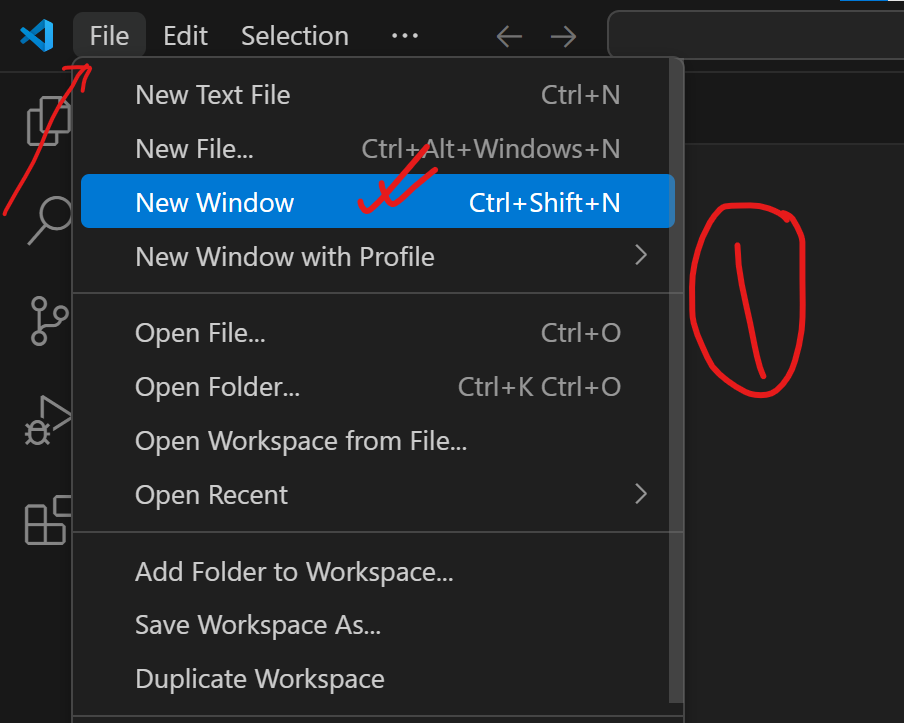 File Edit Selection ...
New Text File Ctrl+N
New File... Ctrl+Alt+Windows+N
New Window Ctrl+Shift+N
New Window with Profile
Open File... Ctrl+O
Open Folder... Ctrl+K Ctrl+O
Open Workspace from File...
Open Recent
Add Folder to Workspace...
Save Workspace As...
Duplicate Workspace
1